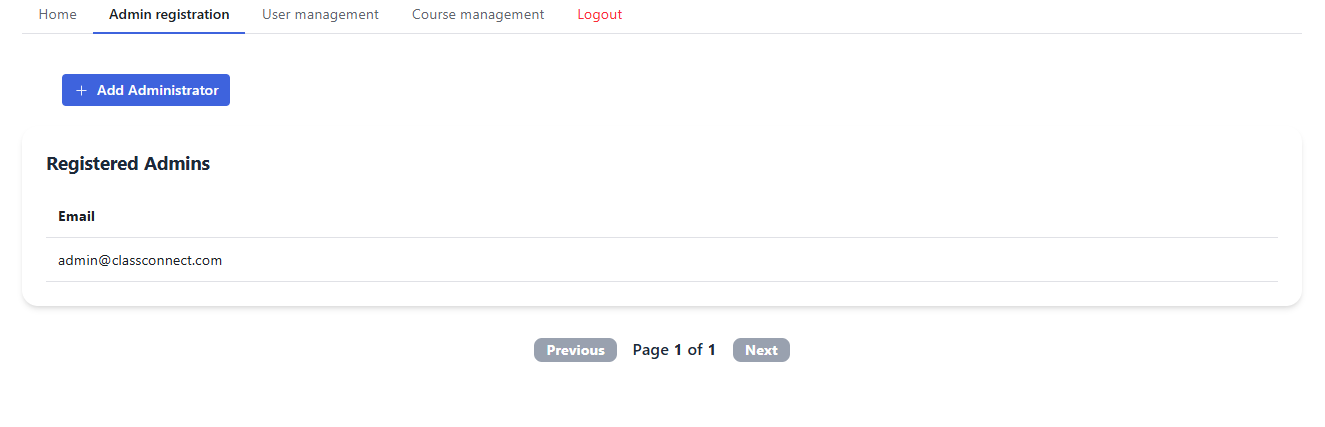 Home Admin registration User management Course management Logout
+ Add Administrator
Registered Admins
Email
admin@classconnect.com
Previous Page 1 of 1 Next